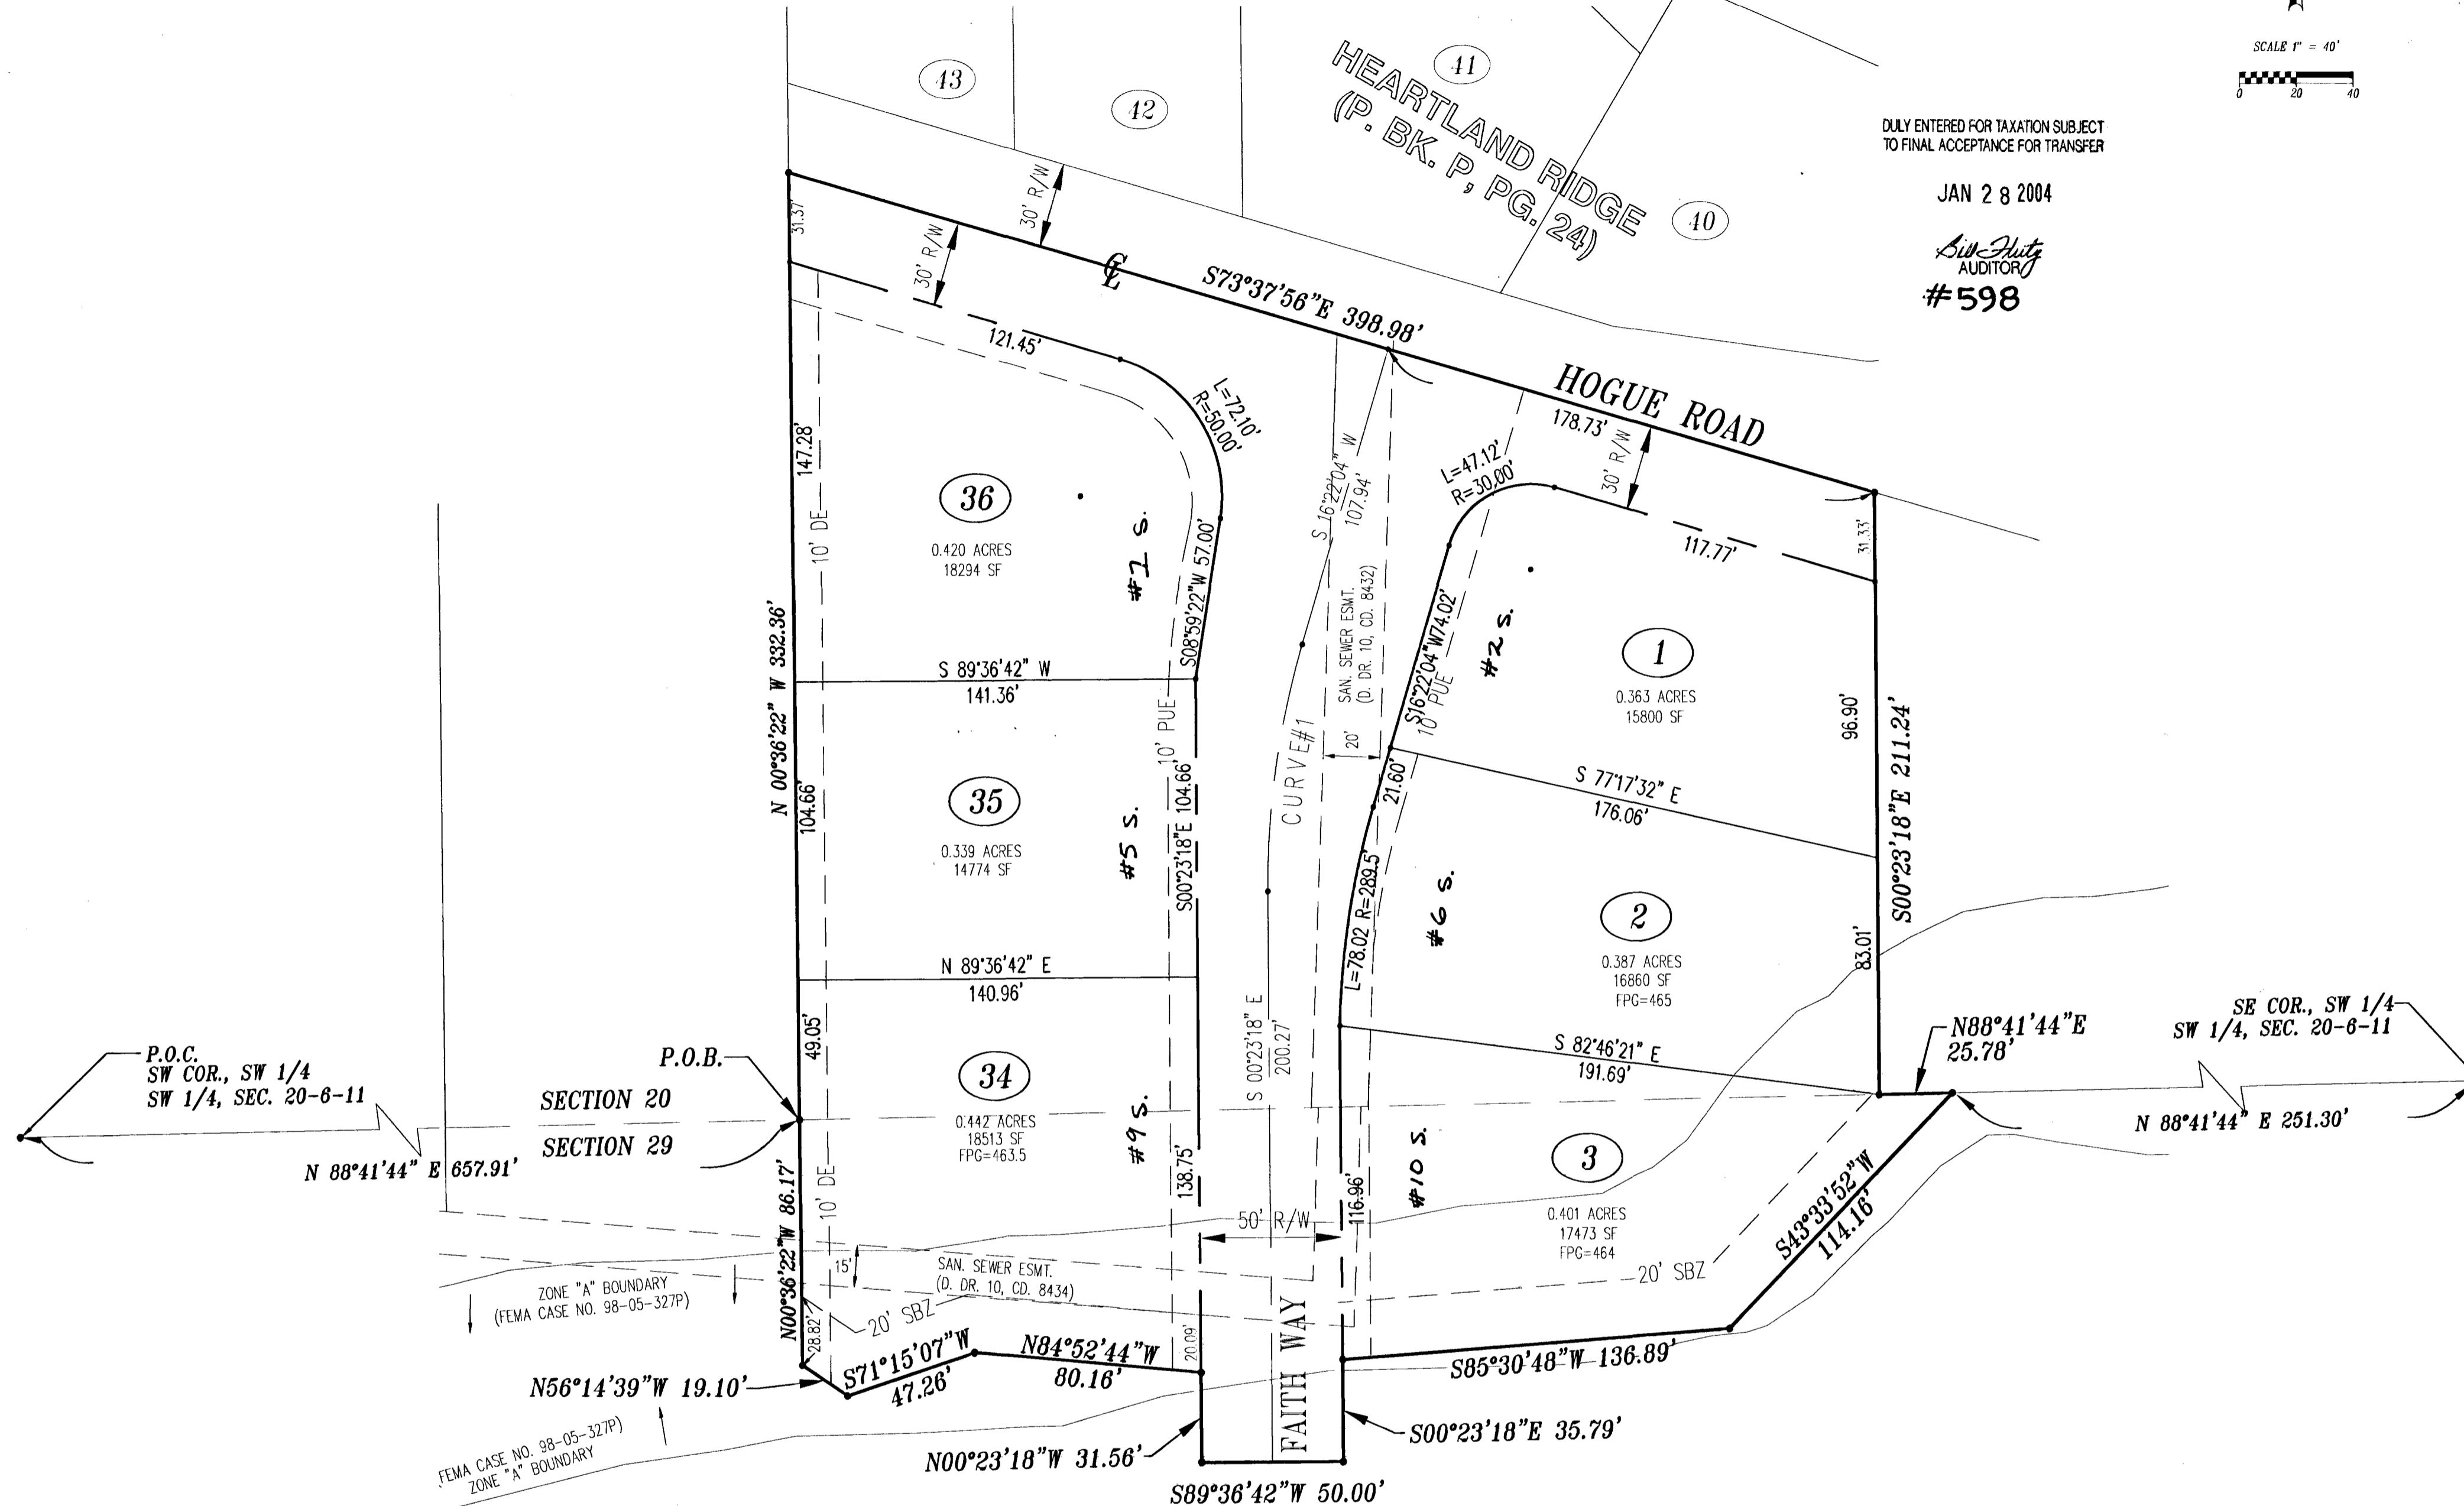 SCALE 1" = 40'
0 20 40
DULY ENTERED FOR TAXATION SUBJECT
TO FINAL ACCEPTANCE FOR TRANSFER
JAN 28 2004
AUDITOR
#598
43
42
41
40
HEARTLAND RIDGE
(P. BK. P, PG. 24)
30' R/W
30' R/W
31.37'
℄
S73°37'56"E 398.98'
HOGUE ROAD
178.73'
30' R/W
121.45'
L=72.10'
R=50.00'
L=47.12'
R=30.00'
117.77'
31.33'
147.28'
10' DE
36
0.420 ACRES
18294 SF
#1 S.
S08°59'22"W 57.00'
S 16°22'04" W
107.94'
SAN. SEWER ESMT.
(D. DR. 10, CD. 8432)
20'
S16°22'04"W 74.02'
10' PUE
#2 S.
1
0.363 ACRES
15800 SF
96.90'
S00°23'18"E 211.24'
N 00°36'22" W 332.36'
S 89°36'42" W
141.36'
104.66'
35
0.339 ACRES
14774 SF
#5 S.
10' PUE
S00°23'18"E 104.66'
CURVE#1
21.60'
S 77°17'32" E
176.06'
L=78.02 R=289.5'
#6 S.
2
0.387 ACRES
16860 SF
FPG=465
83.01'
N 89°36'42" E
140.96'
49.05'
34
0.442 ACRES
18513 SF
FPG=463.5
#9 S.
138.75'
S 00°23'18" E
200.27'
S 82°46'21" E
191.69'
N88°41'44"E
25.78'
SE COR., SW 1/4
SW 1/4, SEC. 20-6-11
N 88°41'44" E 251.30'
P.O.C.
SW COR., SW 1/4
SW 1/4, SEC. 20-6-11
P.O.B.
SECTION 20
SECTION 29
N 88°41'44" E 657.91'
N00°36'22"W 86.17'
10' DE
50' R/W
116.96'
#10 S.
3
0.401 ACRES
17473 SF
FPG=464
S43°33'52"W
114.16'
20' SBZ
15'
SAN. SEWER ESMT.
(D. DR. 10, CD. 8434)
ZONE "A" BOUNDARY
(FEMA CASE NO. 98-05-327P)
20' SBZ
28.82'
20.09'
FAITH WAY
N56°14'39"W 19.10'
S71°15'07"W
47.26'
N84°52'44"W
80.16'
S85°30'48"W 136.89'
FEMA CASE NO. 98-05-327P)
ZONE "A" BOUNDARY
N00°23'18"W 31.56'
S00°23'18"E 35.79'
S89°36'42"W 50.00'